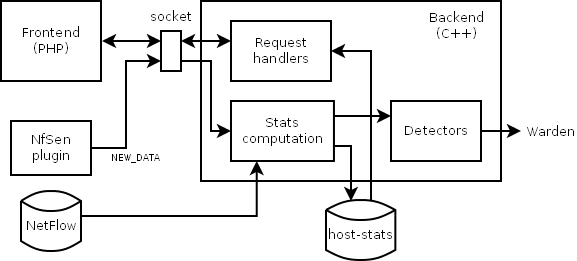 socket
Frontend
(PHP)
Backend
(C++)
Request
handlers
Stats
computation
Detectors
Warden
NfSen
plugin
NEW_DATA
NetFlow
host-stats